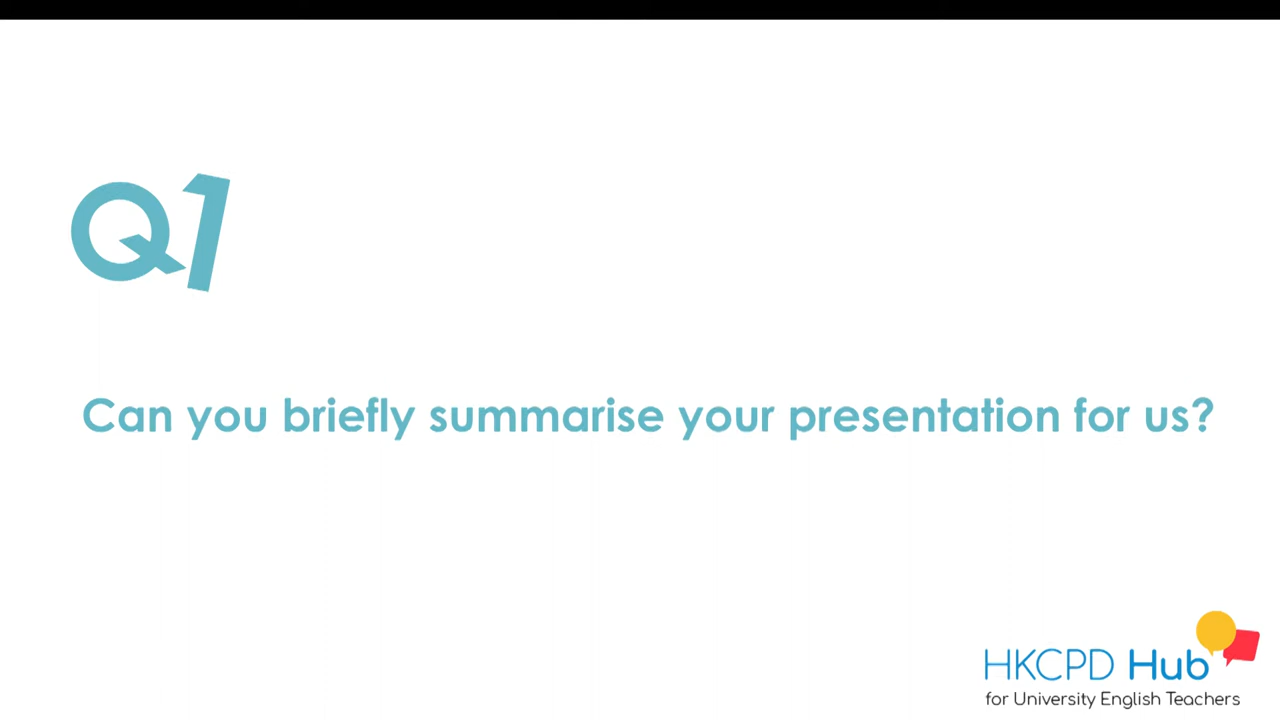 Q1
Can you briefly summarise your presentation for us?
HKCPD Hub
for University English Teachers